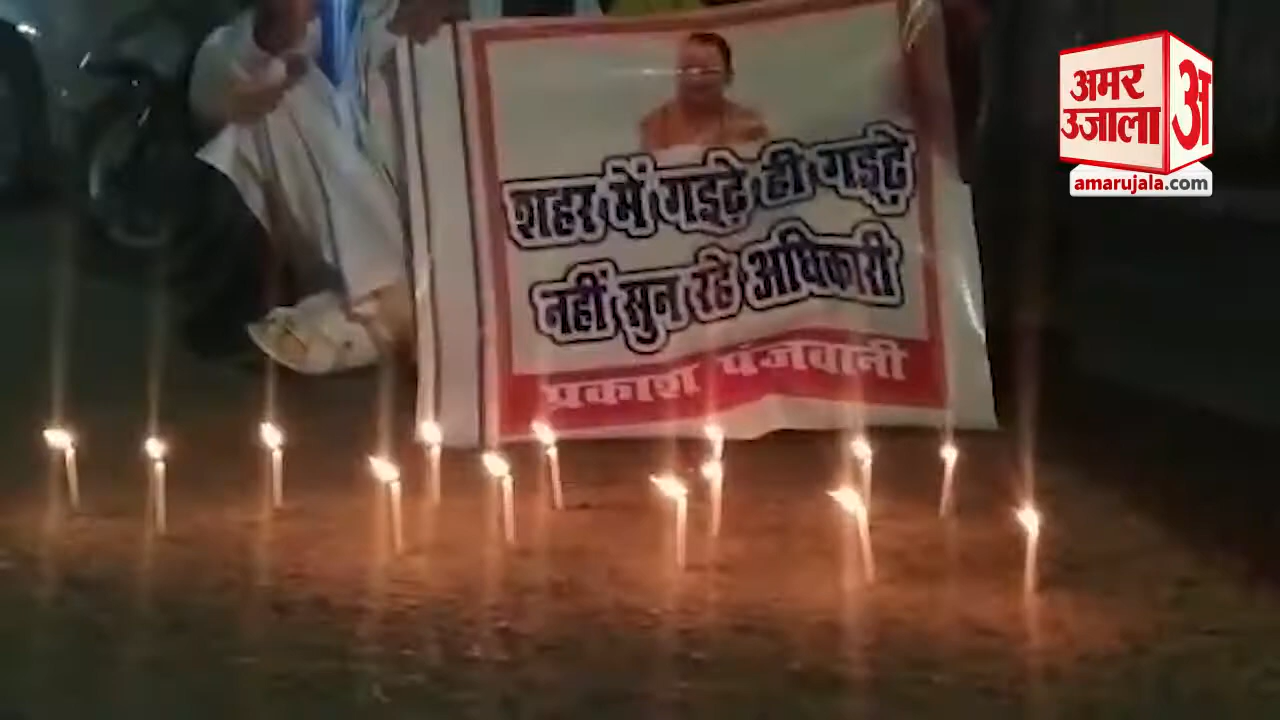 अमर
उजाला
अ
amarujala.com
शहर में गड्ढे ही गड्ढे
नहीं सुन रहे अधिकारी
प्रकाश पंजवानी